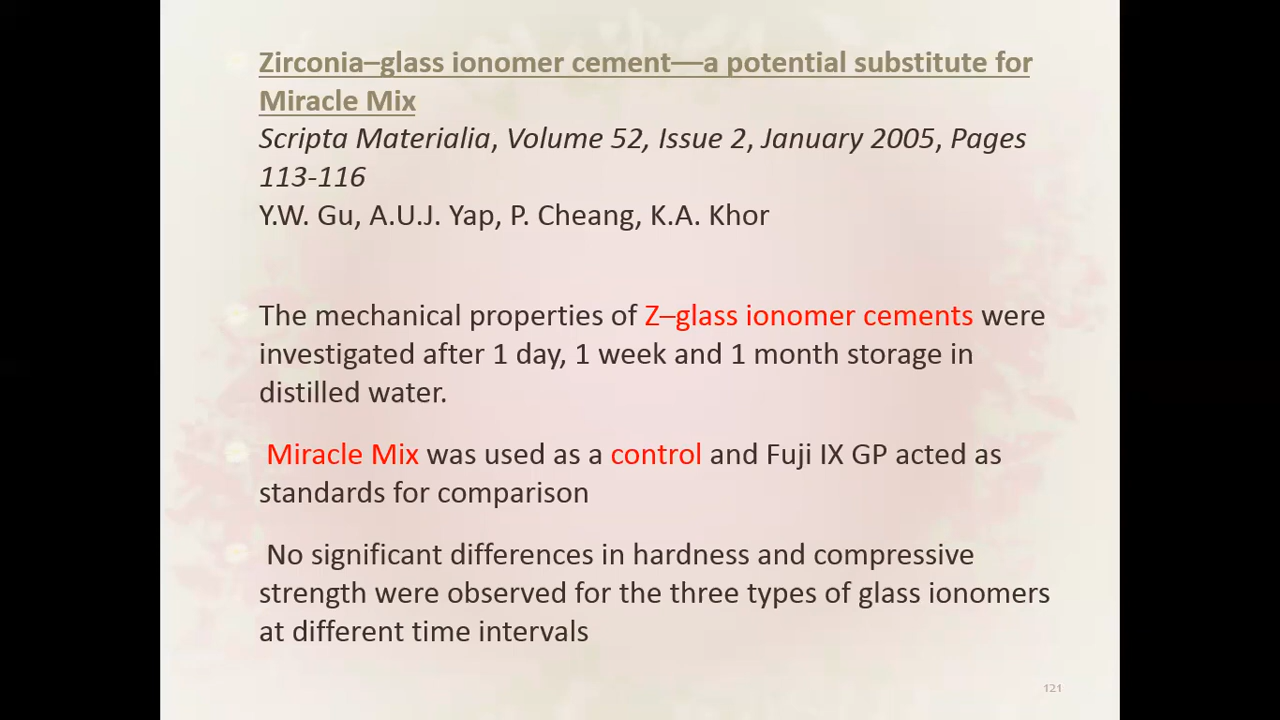 Zirconia–glass ionomer cement—a potential substitute for
Miracle Mix
Scripta Materialia, Volume 52, Issue 2, January 2005, Pages
113-116
Y.W. Gu, A.U.J. Yap, P. Cheang, K.A. Khor
The mechanical properties of Z–glass ionomer cements were
investigated after 1 day, 1 week and 1 month storage in
distilled water.
Miracle Mix was used as a control and Fuji IX GP acted as
standards for comparison
No significant differences in hardness and compressive
strength were observed for the three types of glass ionomers
at different time intervals
121